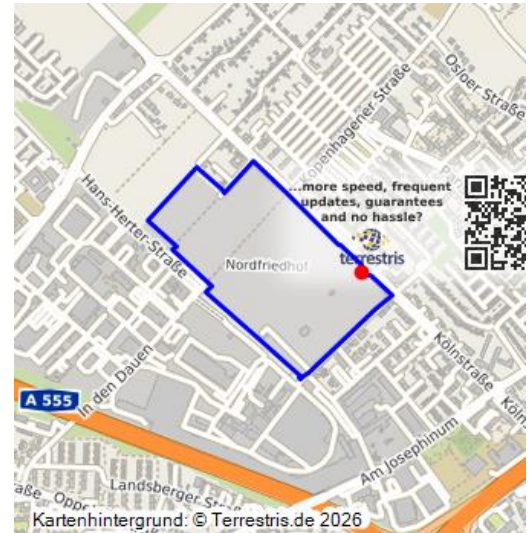 Osloer Straße
Kopenhagener Straße
...more speed, frequent
updates, guarantees
and no hassle?
terrestris
Hans-Herter-Straße
Nordfriedhof
Kölnstraße
In den Dauen
A 555
Am Josephinum
Landsberger Straße
Kartenhintergrund: © Terrestris.de 2026